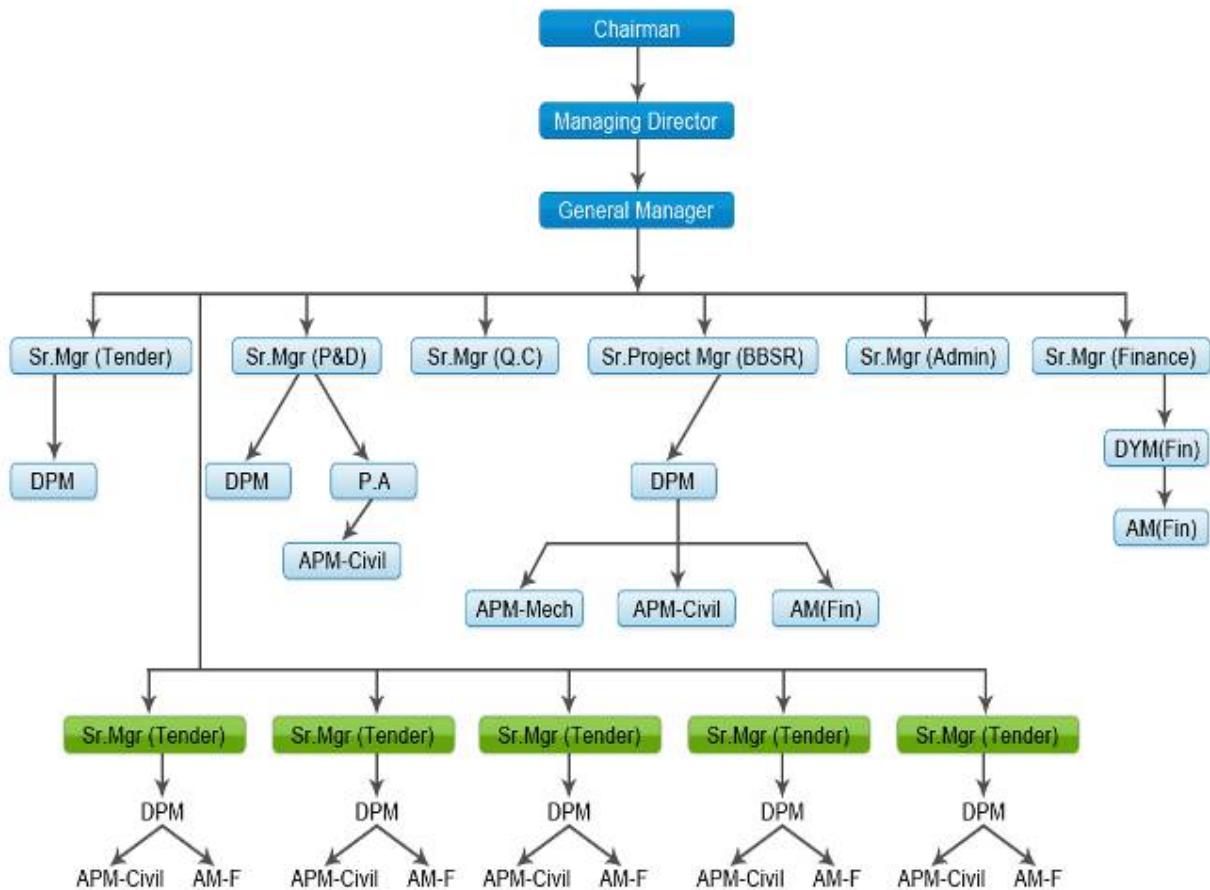 Chairman
Managing Director
General Manager
Sr.Mgr (Tender)
Sr.Mgr (P&D)
Sr.Mgr (Q.C)
Sr.Project Mgr (BBSR)
Sr.Mgr (Admin)
Sr.Mgr (Finance)
DYM(Fin)
DPM
DPM
P.A
DPM
AM(Fin)
APM-Civil
APM-Mech
APM-Civil
AM(Fin)
Sr.Mgr (Tender)
Sr.Mgr (Tender)
Sr.Mgr (Tender)
Sr.Mgr (Tender)
Sr.Mgr (Tender)
DPM
DPM
DPM
DPM
DPM
APM-Civil
AM-F
APM-Civil
AM-F
APM-Civil
AM-F
APM-Civil
AM-F
APM-Civil
AM-F